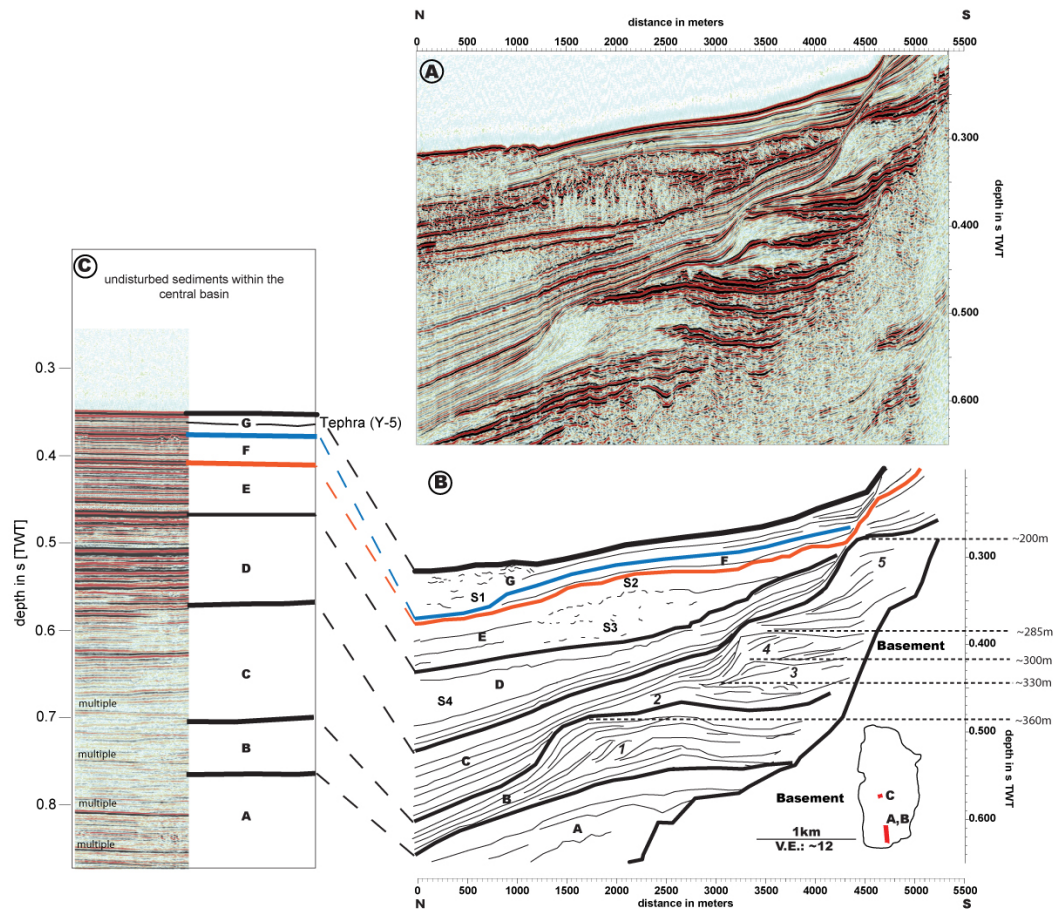 N
S
distance in meters
0 500 1000 1500 2000 2500 3000 3500 4000 4500 5000 5500
A
0.300
0.400
0.500
0.600
depth in s TWT
C
undisturbed sediments within the
central basin
0.3
0.4
0.5
0.6
0.7
0.8
depth in s [TWT]
G
Tephra (Y-5)
F
E
D
C
B
A
multiple
multiple
multiple
multiple
B
G
S1
S2
F
E
S3
D
S4
C
B
A
1
2
3
4
5
~200m
0.300
~285m
0.400
Basement
~300m
~330m
~360m
0.500
depth in s TWT
0.600
Basement
C
A,B
1km
V.E.: ~12
0 500 1000 1500 2000 2500 3000 3500 4000 4500 5000 5500
N
distance in meters
S